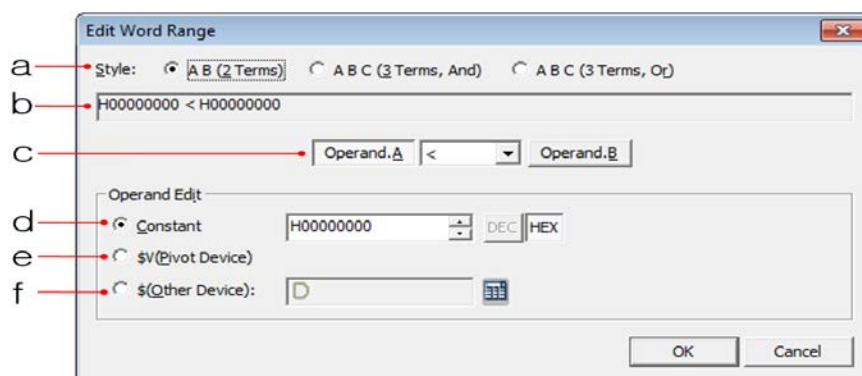 Edit Word Range
a Style: A B (2 Terms) A B C (3 Terms, And) A B C (3 Terms, Or)
b H00000000 < H00000000
c Operand.A < Operand.B
Operand Edit
d Constant H00000000 DEC HEX
e $V(Pivot Device)
f $(Other Device): D
OK Cancel